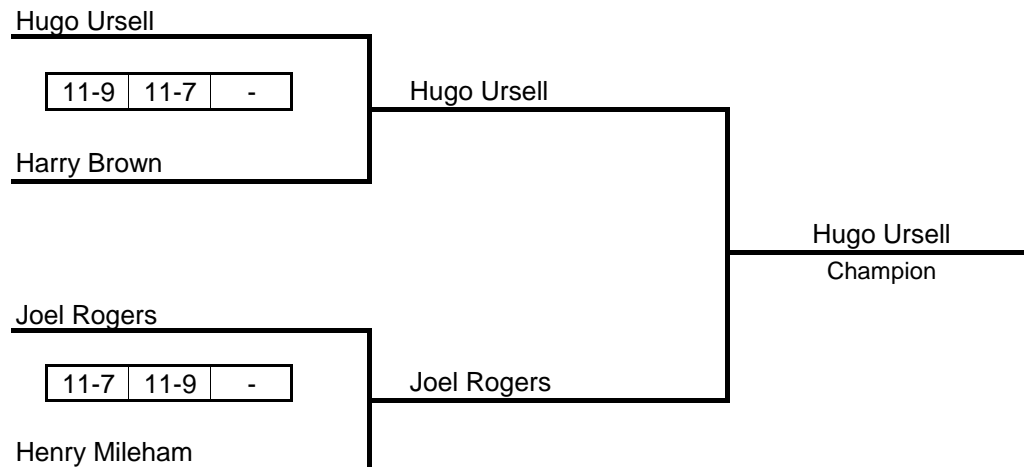 Hugo Ursell
11-9 11-7 -
Hugo Ursell
Harry Brown
Hugo Ursell
Champion
Joel Rogers
11-7 11-9 -
Joel Rogers
Henry Mileham